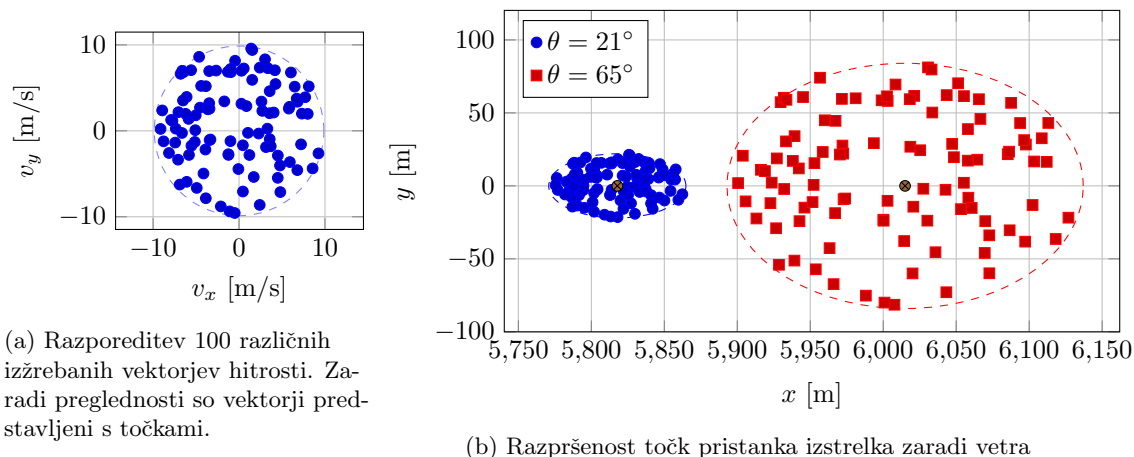 10
0
−10
−10
0
10
v_y [m/s]
v_x [m/s]
(a) Razporeditev 100 različnih
izžrebanih vektorjev hitrosti. Za-
radi preglednosti so vektorji pred-
stavljeni s točkami.
100
50
0
−50
−100
5,750
5,800
5,850
5,900
5,950
6,000
6,050
6,100
6,150
y [m]
x [m]
θ = 21°
θ = 65°
(b) Razpršenost točk pristanka izstrelka zaradi vetra